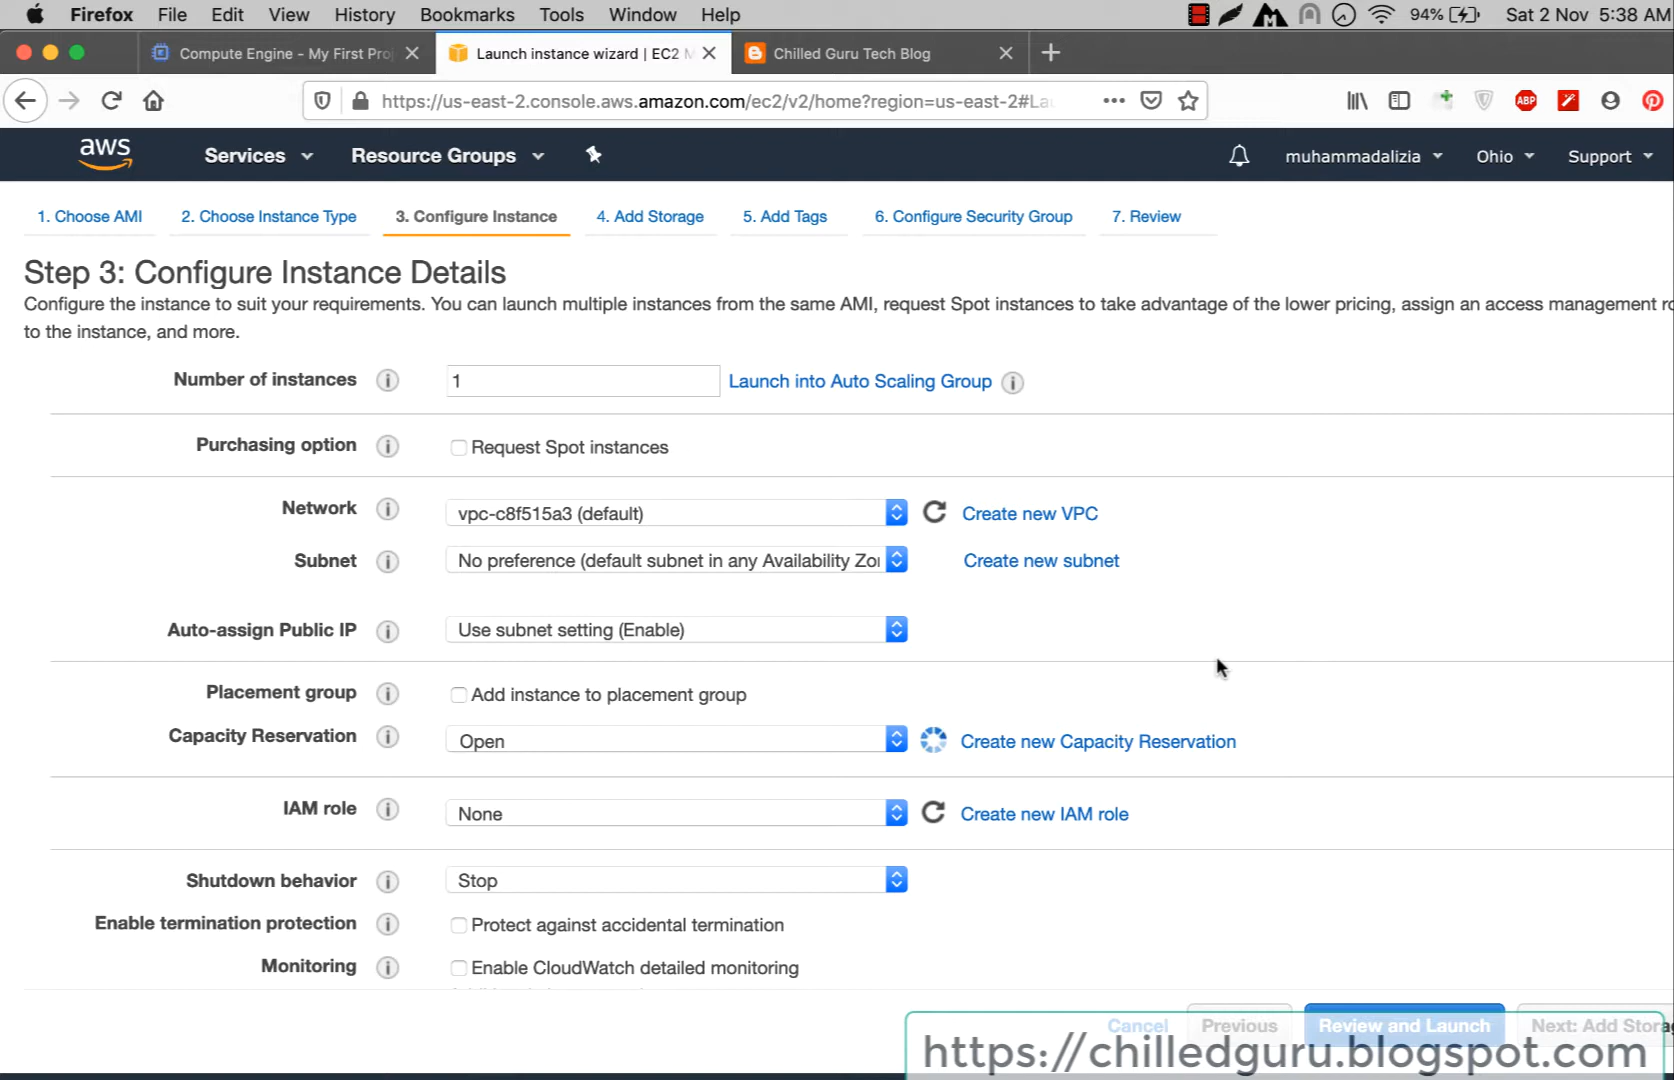 Firefox File Edit View History Bookmarks Tools Window Help 94% Sat 2 Nov 5:38 AM
Compute Engine - My First Proj Launch instance wizard | EC2 M Chilled Guru Tech Blog
https://us-east-2.console.aws.amazon.com/ec2/v2/home?region=us-east-2#La ABP
aws Services Resource Groups muhammadalizia Ohio Support
1. Choose AMI 2. Choose Instance Type 3. Configure Instance 4. Add Storage 5. Add Tags 6. Configure Security Group 7. Review
Step 3: Configure Instance Details
Configure the instance to suit your requirements. You can launch multiple instances from the same AMI, request Spot instances to take advantage of the lower pricing, assign an access management ro
to the instance, and more.
Number of instances 1 Launch into Auto Scaling Group
Purchasing option Request Spot instances
Network vpc-c8f515a3 (default) Create new VPC
Subnet No preference (default subnet in any Availability Zon Create new subnet
Auto-assign Public IP Use subnet setting (Enable)
Placement group Add instance to placement group
Capacity Reservation Open Create new Capacity Reservation
IAM role None Create new IAM role
Shutdown behavior Stop
Enable termination protection Protect against accidental termination
Monitoring Enable CloudWatch detailed monitoring
Cancel Previous Review and Launch Next: Add Storag
https://chilledguru.blogspot.com